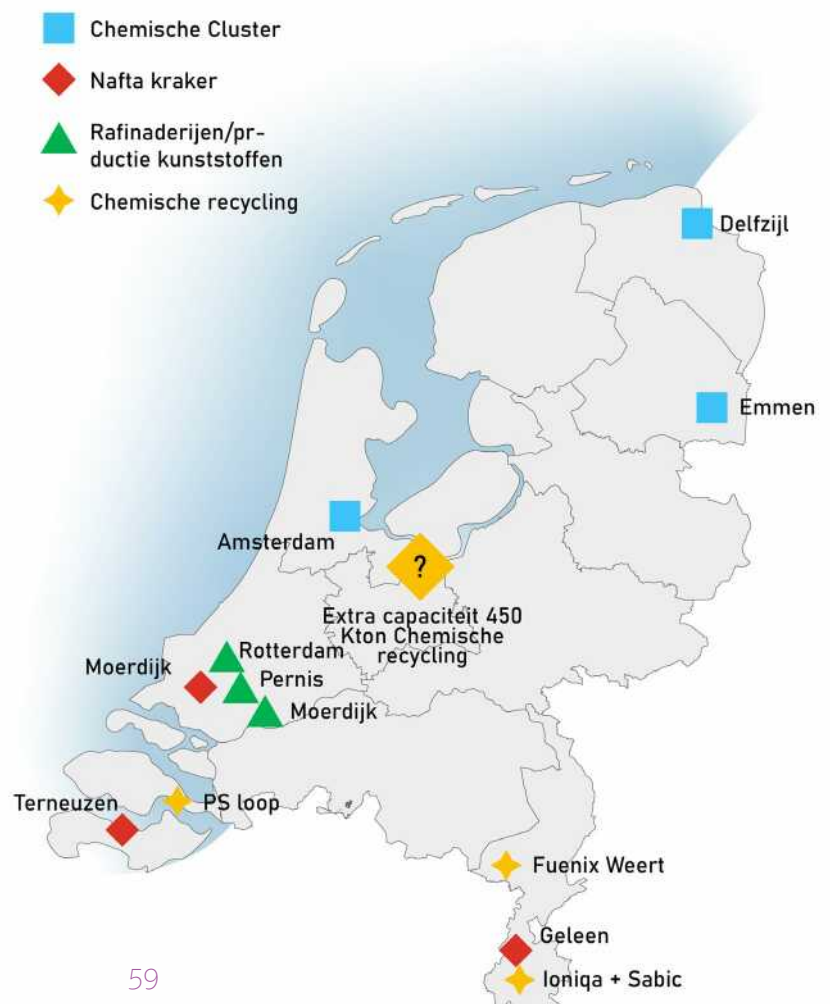 Chemische Cluster
Nafta kraker
Rafinaderijen/pr-
ductie kunststoffen
Chemische recycling
Delfzijl
Emmen
Amsterdam
?
Extra capaciteit 450
Kton Chemische
recycling
Rotterdam
Moerdijk
Pernis
Moerdijk
Terneuzen
PS loop
Fuenix Weert
Geleen
Ioniqa + Sabic
59